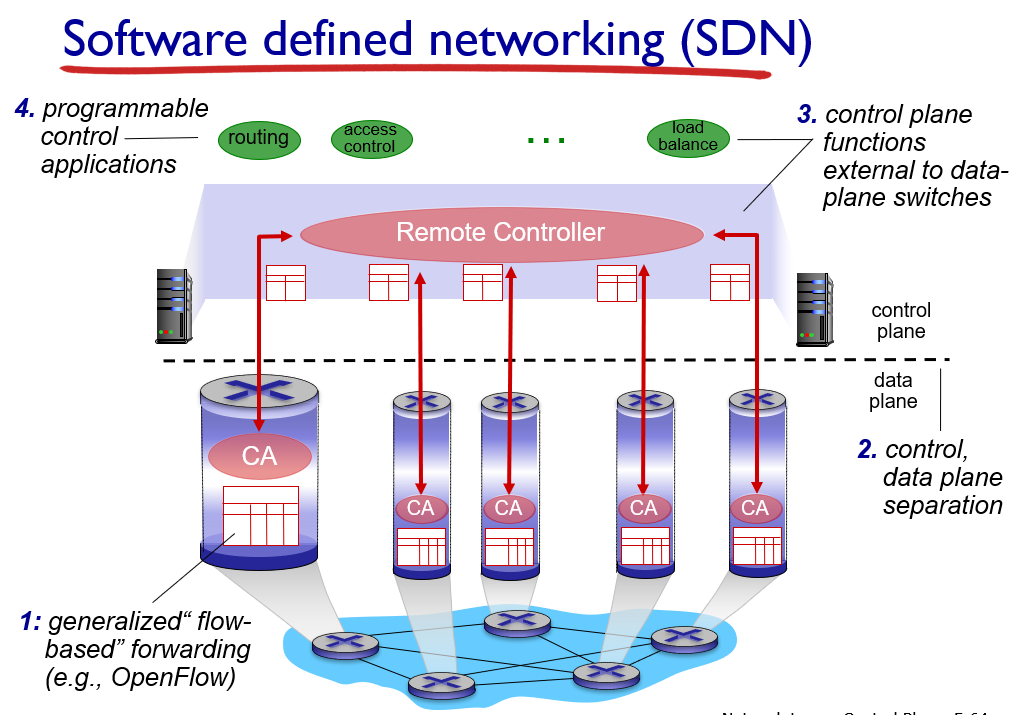 Software defined networking (SDN)
4. programmable
control
applications
routing
access
control
...
load
balance
3. control plane
functions
external to data-
plane switches
Remote Controller
control
plane
data
plane
CA
CA
CA
CA
CA
2. control,
data plane
separation
1: generalized“ flow-
based” forwarding
(e.g., OpenFlow)